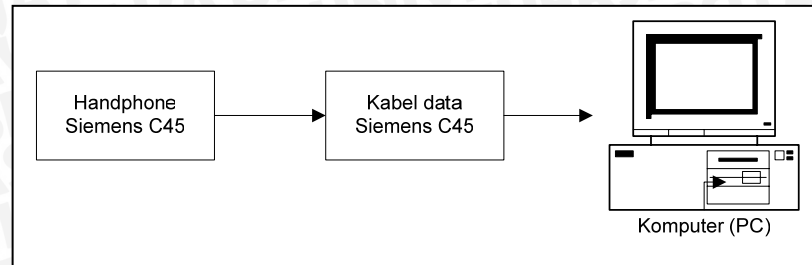 Handphone
Siemens C45
Kabel data
Siemens C45
Komputer (PC)